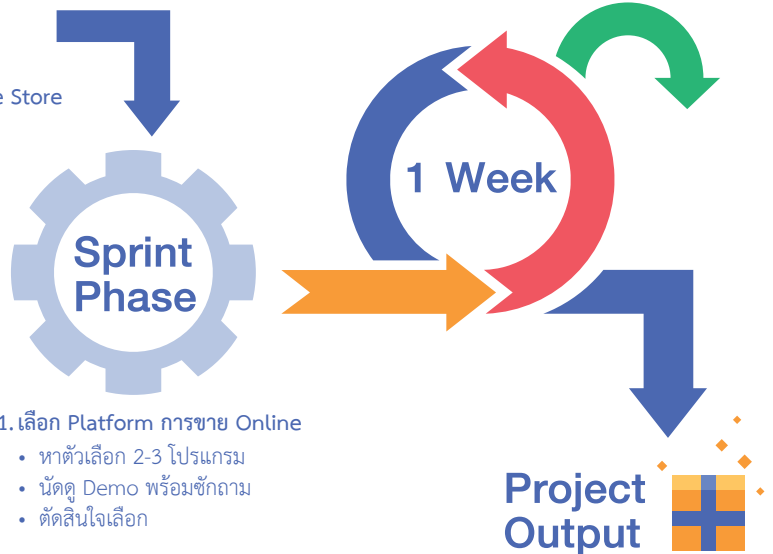 Store
1 Week
Sprint
Phase
1. เลือก Platform การขาย Online
• หาตัวเลือก 2-3 โปรแกรม
• นัดดู Demo พร้อมซักถาม
• ตัดสินใจเลือก
Project
Output